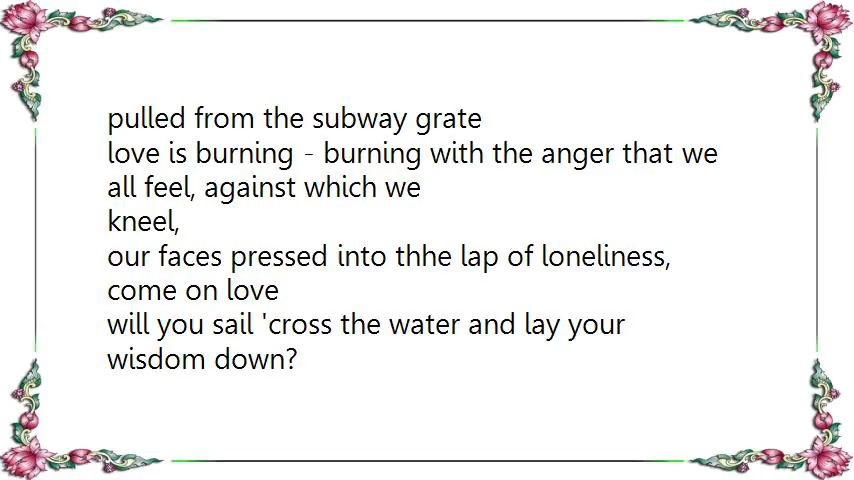 pulled from the subway grate
love is burning - burning with the anger that we
all feel, against which we
kneel,
our faces pressed into thhe lap of loneliness,
come on love
will you sail 'cross the water and lay your
wisdom down?